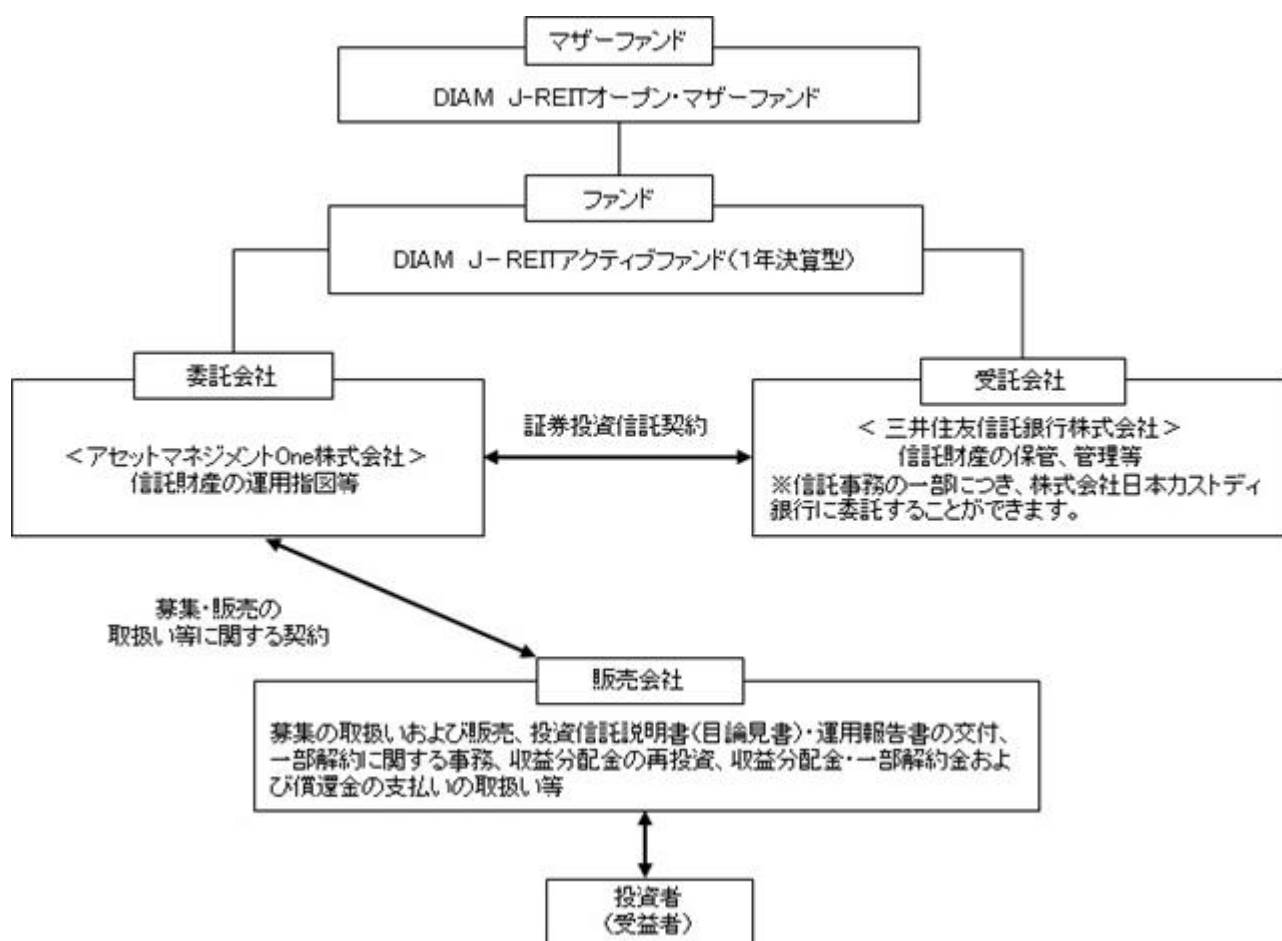 マザーファンド
DIAM J-REITオープン・マザーファンド
ファンド
DIAM J-REITアクティブファンド(1年決算型)
委託会社
<アセットマネジメントOne株式会社>
信託財産の運用指図等
証券投資信託契約
受託会社
<三井住友信託銀行株式会社>
信託財産の保管、管理等
※信託事務の一部につき、株式会社日本カストディ
銀行に委託することができます。
募集・販売の
取扱い等に関する契約
販売会社
募集の取扱いおよび販売、投資信託説明書(目論見書)・運用報告書の交付、
一部解約に関する事務、収益分配金の再投資、収益分配金・一部解約金およ
び償還金の支払いの取扱い等
投資者
(受益者)